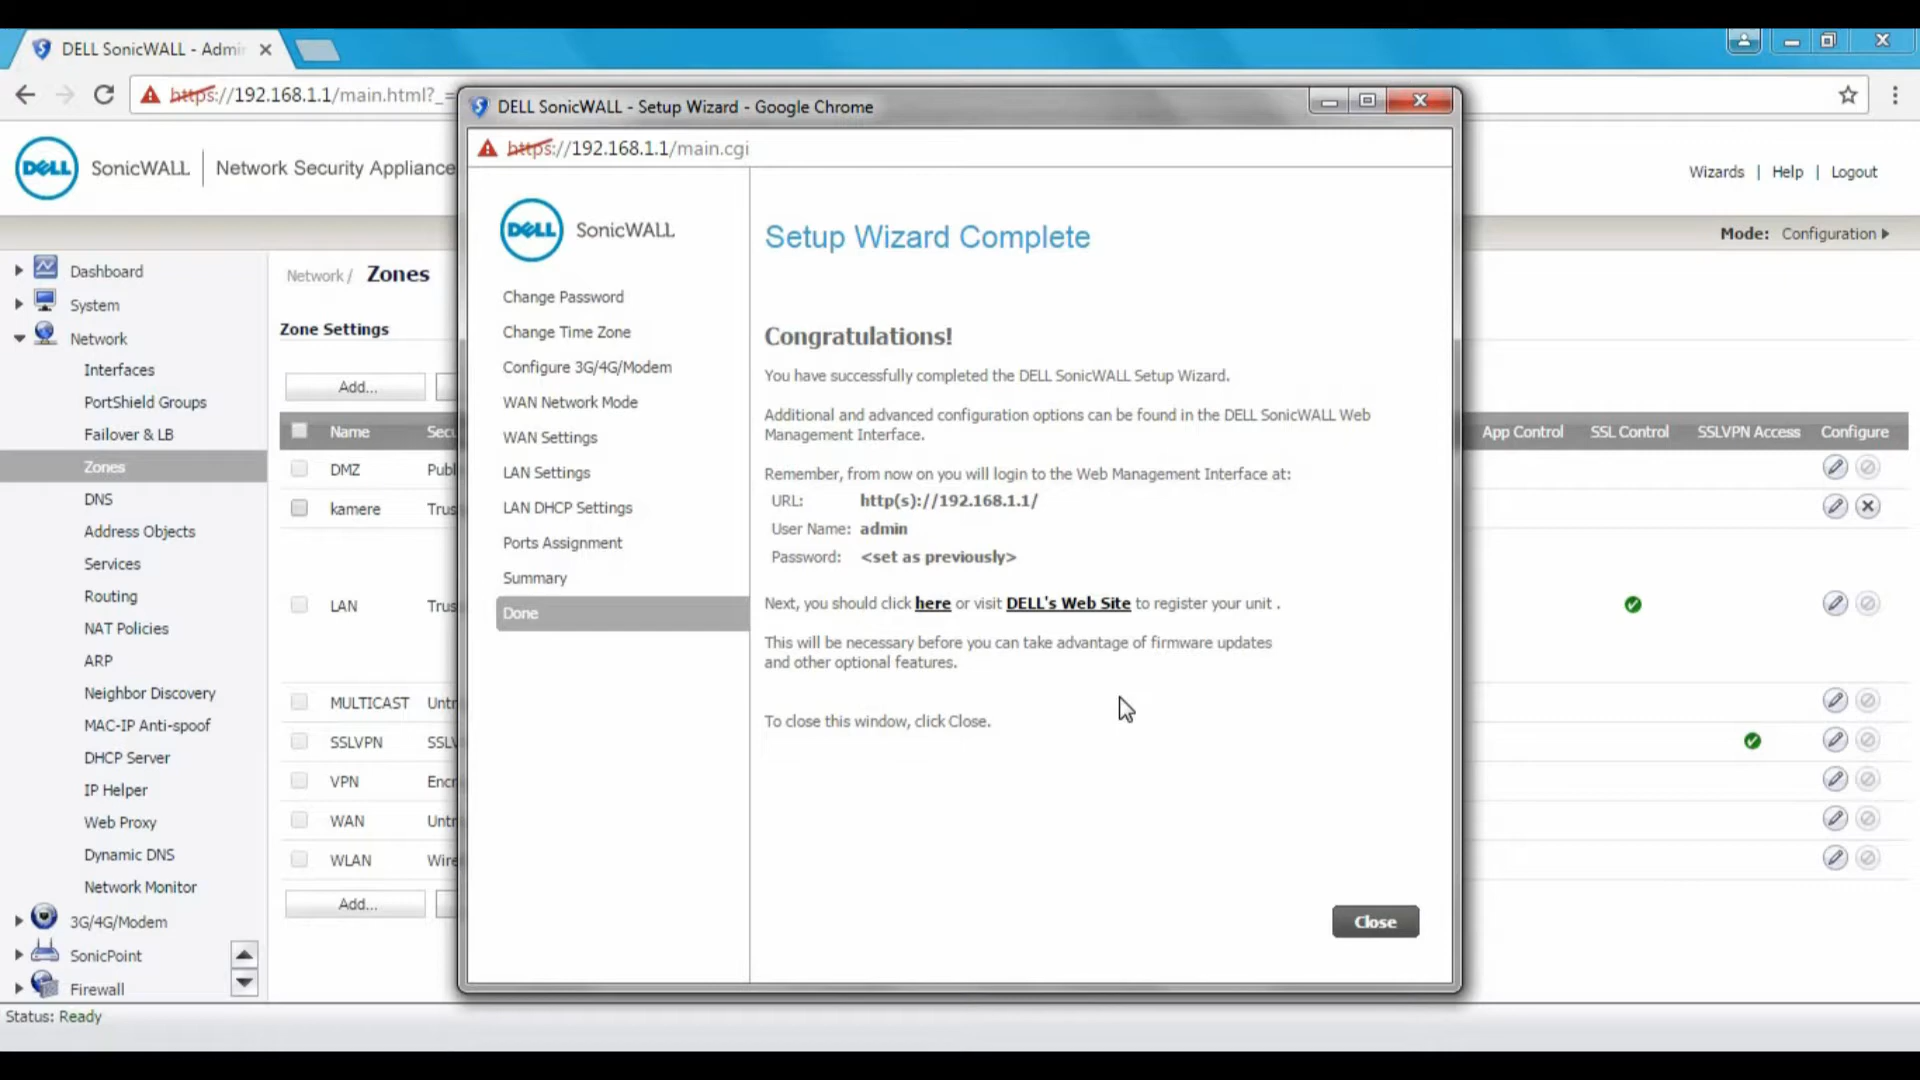 DELL SonicWALL - Admi
https://192.168.1.1/main.html?_=
DELL SonicWALL | Network Security Appliance
Wizards | Help | Logout
Mode: Configuration
Dashboard
System
Network
Interfaces
PortShield Groups
Failover & LB
Zones
DNS
Address Objects
Services
Routing
NAT Policies
ARP
Neighbor Discovery
MAC-IP Anti-spoof
DHCP Server
IP Helper
Web Proxy
Dynamic DNS
Network Monitor
3G/4G/Modem
SonicPoint
Firewall
Status: Ready
Network / Zones
Zone Settings
Add...
Name Secu App Control SSL Control SSLVPN Access Configure
DMZ Publ
kamere Trus
LAN Trus
MULTICAST Untr
SSLVPN SSLV
VPN Encr
WAN Untr
WLAN Wire
Add...
DELL SonicWALL - Setup Wizard - Google Chrome
https://192.168.1.1/main.cgi
DELL SonicWALL
Change Password
Change Time Zone
Configure 3G/4G/Modem
WAN Network Mode
WAN Settings
LAN Settings
LAN DHCP Settings
Ports Assignment
Summary
Done
Setup Wizard Complete
Congratulations!
You have successfully completed the DELL SonicWALL Setup Wizard.
Additional and advanced configuration options can be found in the DELL SonicWALL Web
Management Interface.
Remember, from now on you will login to the Web Management Interface at:
URL: http(s)://192.168.1.1/
User Name: admin
Password: <set as previously>
Next, you should click here or visit DELL's Web Site to register your unit .
This will be necessary before you can take advantage of firmware updates
and other optional features.
To close this window, click Close.
Close